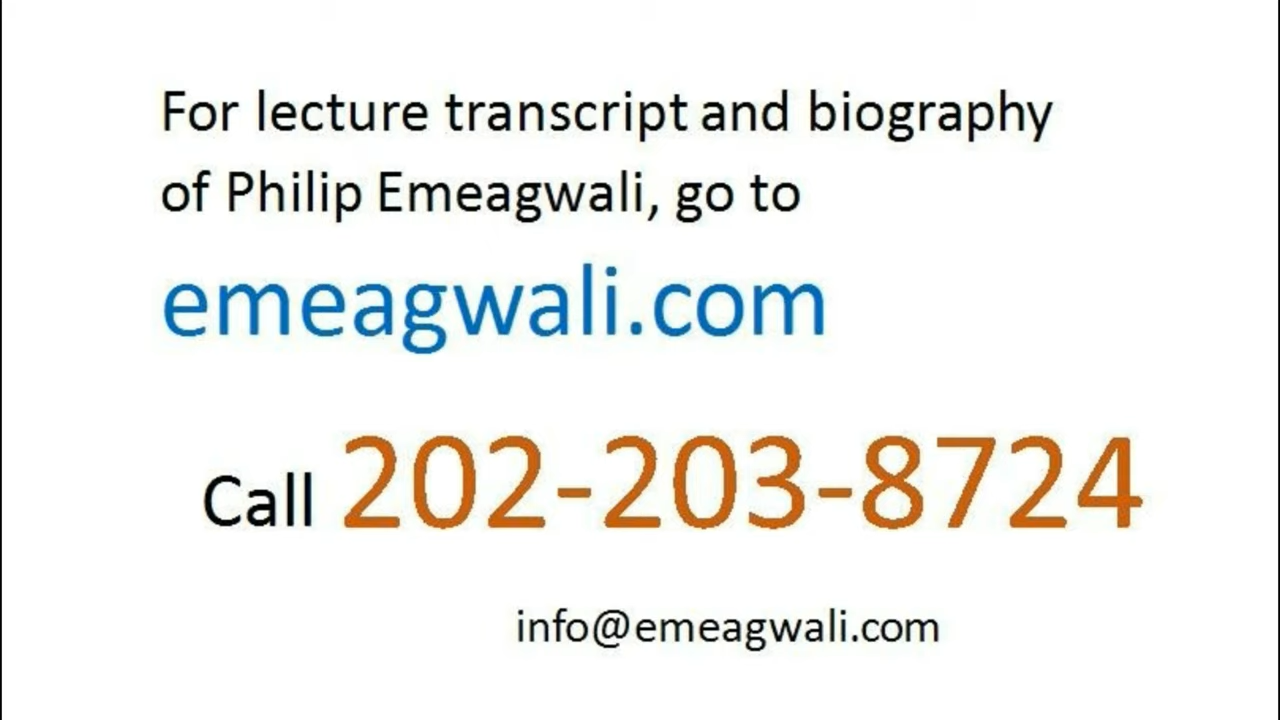 For lecture transcript and biography
of Philip Emeagwali, go to
emeagwali.com
Call 202-203-8724
info@emeagwali.com